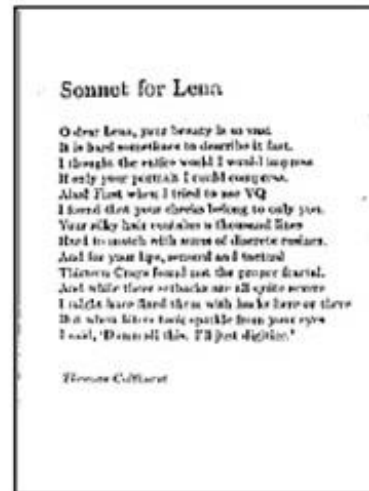 Sonnet for Lena
O dear Lena, your beauty is so vast
It is hard sometimes to describe it fast.
I thought the entire world I would impress
If only your portrait I could compress.
Alas! First when I tried to use VQ
I found that your cheeks belong to only you.
Your silky hair contains a thousand lines
Hard to match with sums of discrete cosines.
And for your lips, sensual and tactual
Thirteen Crays found not the proper fractal.
And while these setbacks are all quite severe
I might have fixed them with hacks here or there
But when filters took sparkle from your eyes
I said, 'Damn all this. I'll just digitize.'
Thomas Colthurst